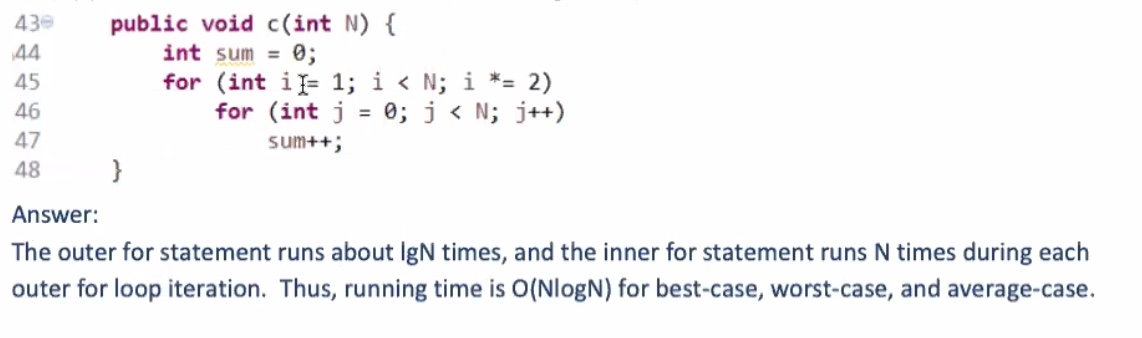 43 public void c(int N) {
44 int sum = 0;
45 for (int i = 1; i < N; i *= 2)
46 for (int j = 0; j < N; j++)
47 sum++;
48 }
Answer:
The outer for statement runs about lgN times, and the inner for statement runs N times during each
outer for loop iteration. Thus, running time is O(NlogN) for best-case, worst-case, and average-case.